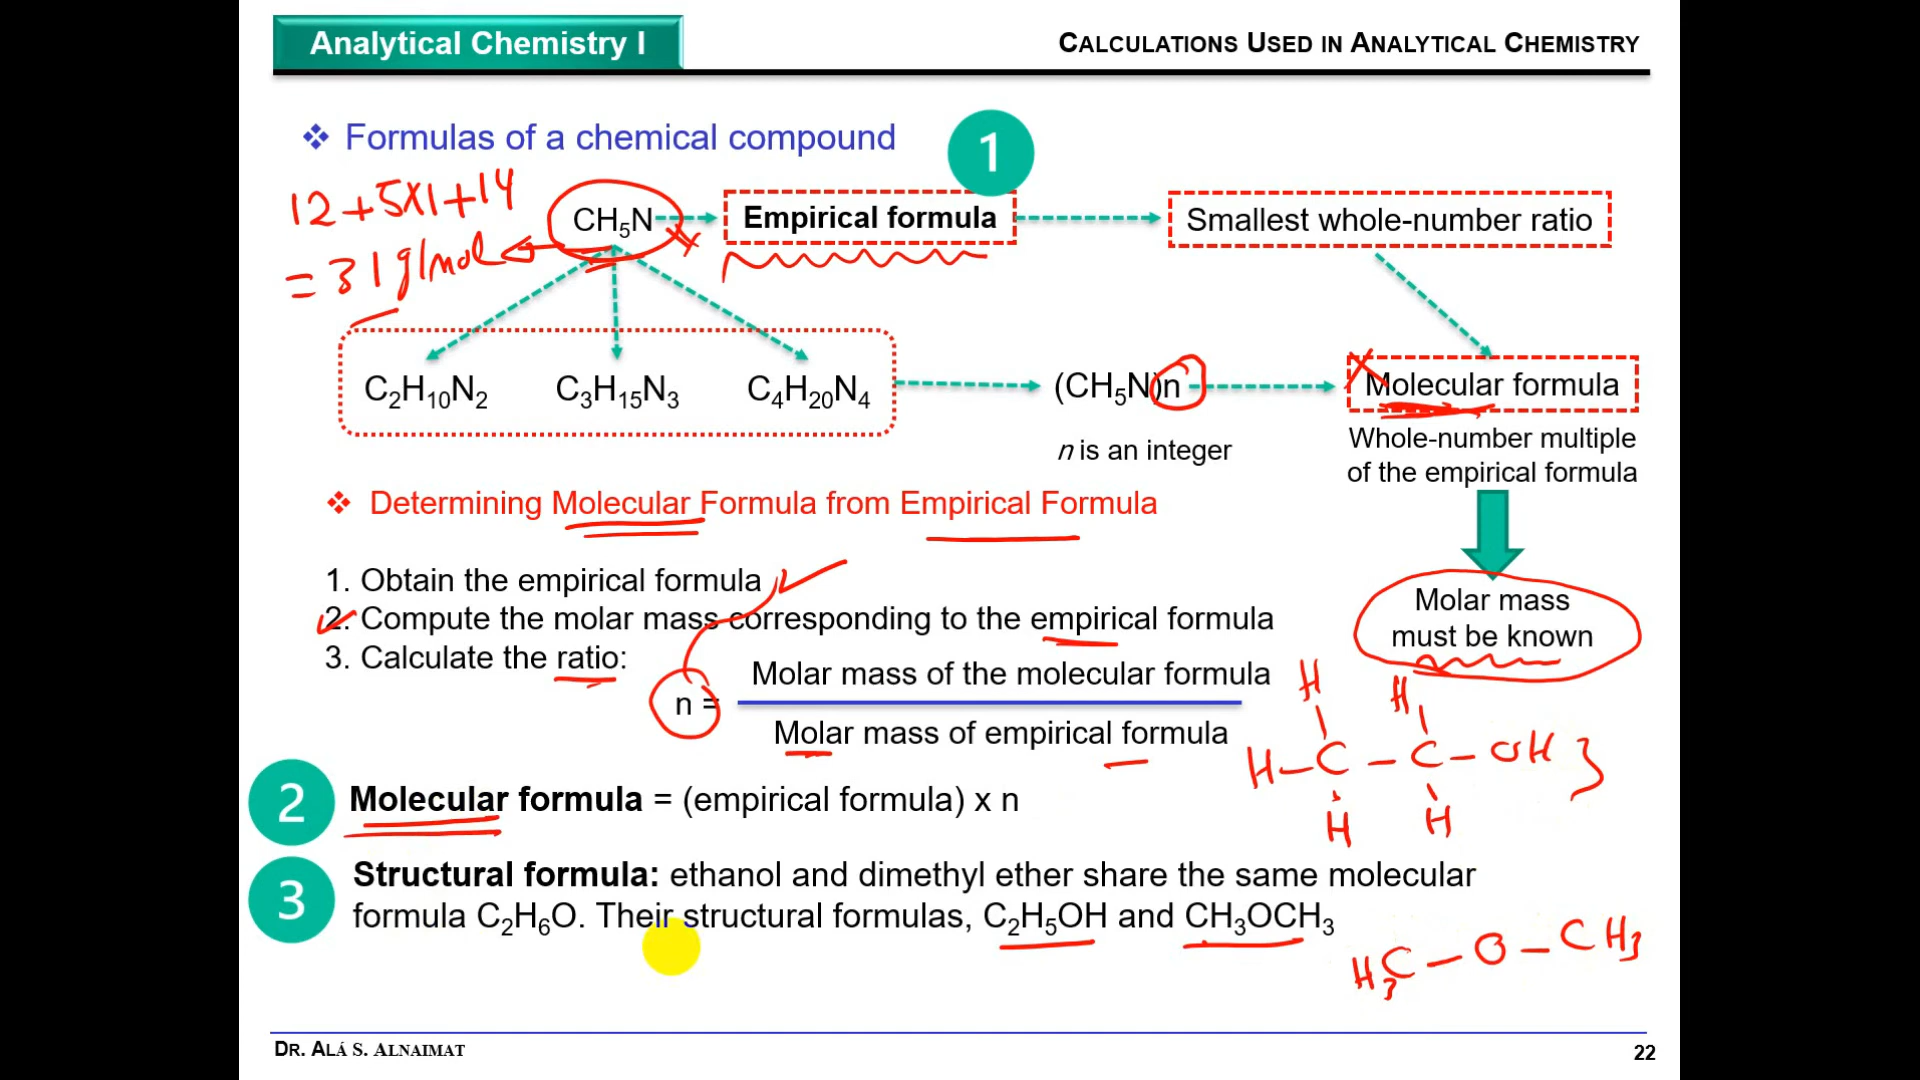 Analytical Chemistry I
CALCULATIONS USED IN ANALYTICAL CHEMISTRY
❖ Formulas of a chemical compound
1
12+5×1+14
= 31 g/mol
CH₅N
Empirical formula
Smallest whole-number ratio
C₂H₁₀N₂ C₃H₁₅N₃ C₄H₂₀N₄
(CH₅N)n
Molecular formula
n is an integer
Whole-number multiple
of the empirical formula
❖ Determining Molecular Formula from Empirical Formula
Molar mass
must be known
1. Obtain the empirical formula
2. Compute the molar mass corresponding to the empirical formula
3. Calculate the ratio:
n =
Molar mass of the molecular formula
Molar mass of empirical formula
H H
H-C-C-OH
H H
2
Molecular formula = (empirical formula) x n
3
Structural formula: ethanol and dimethyl ether share the same molecular
formula C₂H₆O. Their structural formulas, C₂H₅OH and CH₃OCH₃
H₃C-O-CH₃
DR. ALÁ S. ALNAIMAT
22